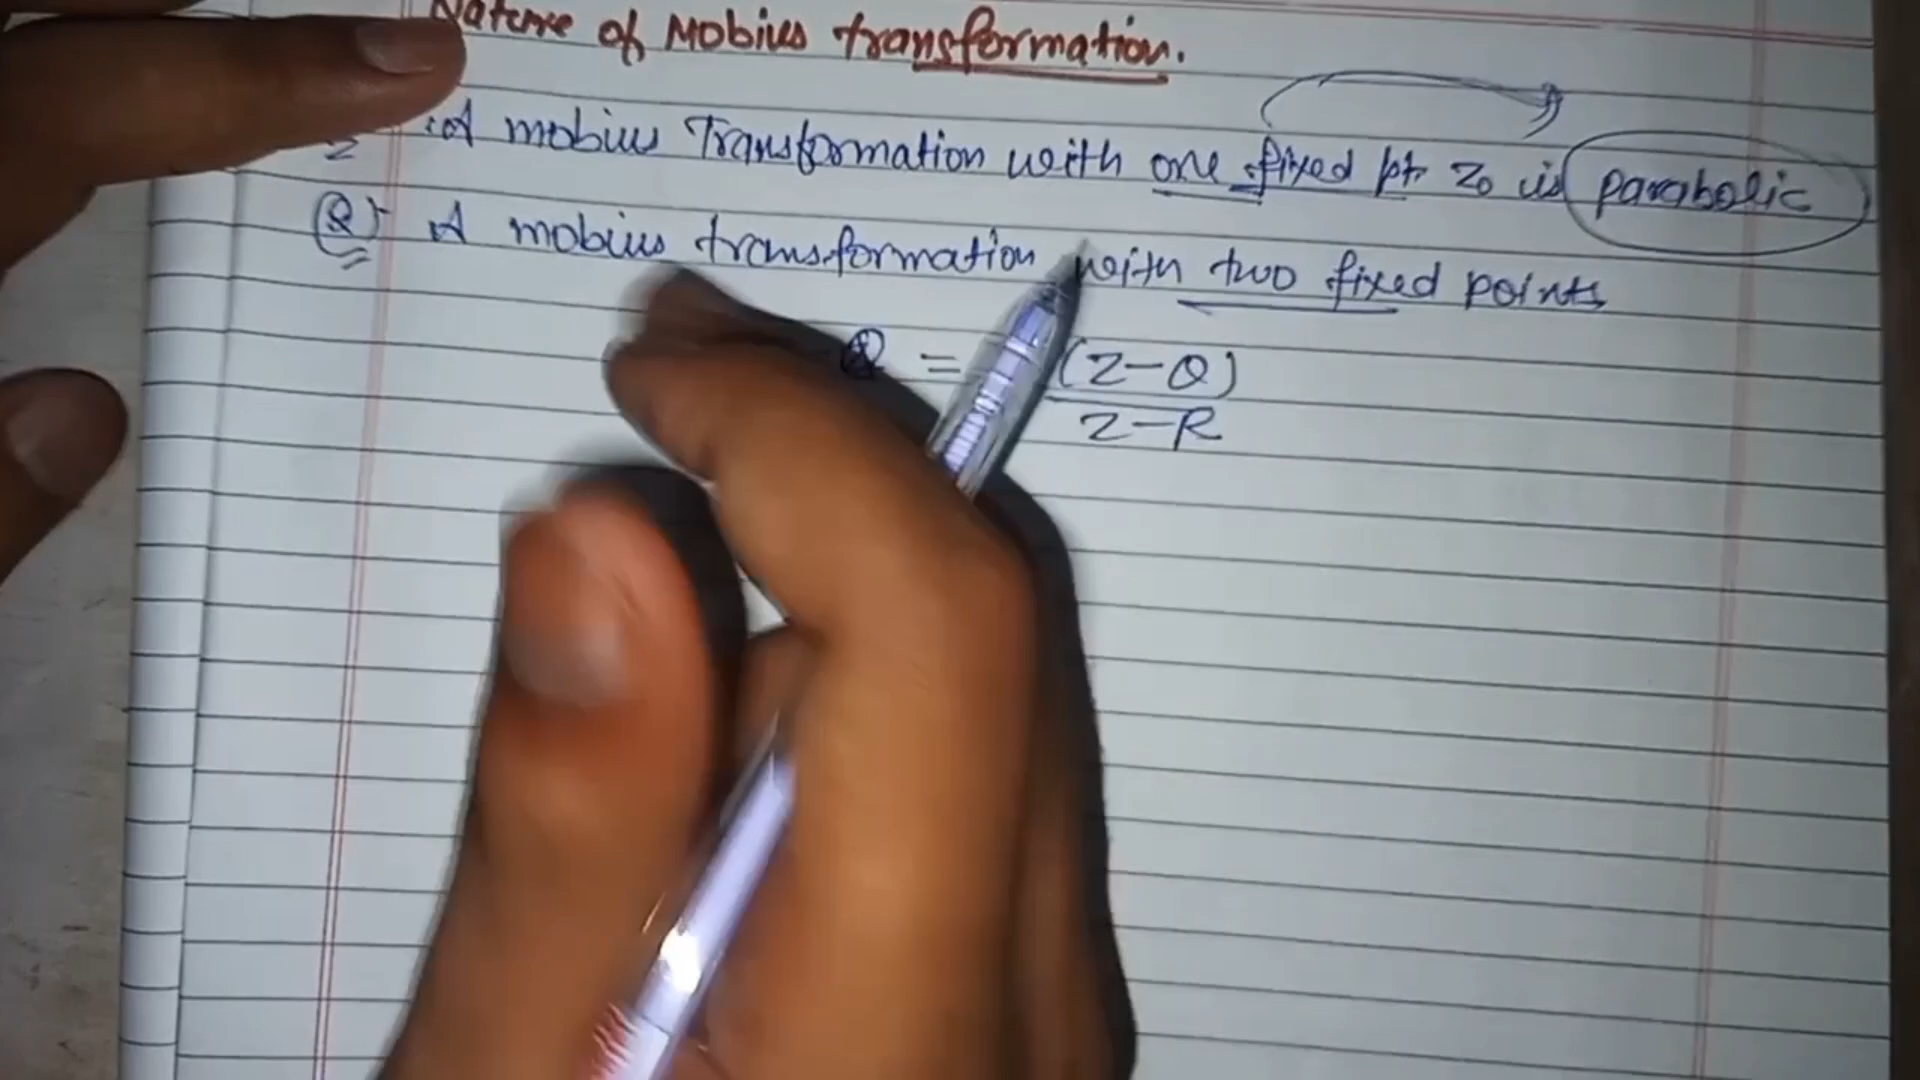 Nature of Mobius transformation.
A mobius Transformation with one fixed pt. z₀ is parabolic
(2) A mobius transformation with two fixed points
Q = (z-Q)
z-R